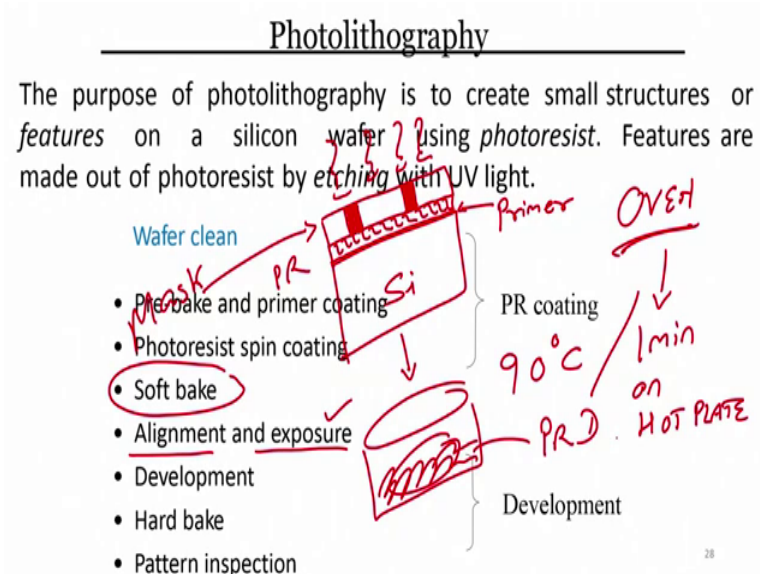 Photolithography
The purpose of photolithography is to create small structures or
features on a silicon wafer using photoresist. Features are
made out of photoresist by etching with UV light.
Primer
OVEN
Wafer clean
PR
Mask
Si
• Pre-bake and primer coating
PR coating
• Photoresist spin coating
90°C
1 min
on
HOT PLATE
• Soft bake
• Alignment and exposure
PRD
• Development
Development
• Hard bake
• Pattern inspection
28